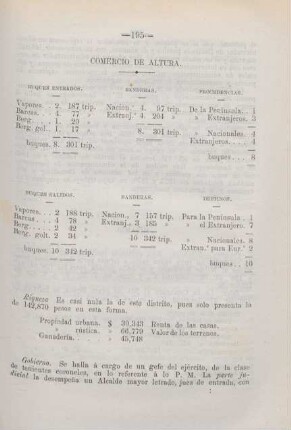 —195—
COMERCIO DE ALTURA.
BUQUES ENTRADOS. BANDERAS. PROCEDENCIAS.
Vapores. . 2. 187 trip. Nacion.' 4. 97 trip. De la Península. . 1
Barcas. . . 4. 77 » Extranj.' 4. 204 » » Extranjeros. . 3
Berg. . . . 1. 20 »
Berg. gol. . 1. 17 » 8. 301 trip. » Nacionales. . 4
Extranjeros. . .
buques. 8. 301 trip. buques. . . 8
BUQUES SALIDOS. BANDERAS. DESTINOS.
Vapores. . . 2 186 trip. Nacion. 7 157 trip. Para la Península . 1
Barcas. . . 4 78 » Extranj. 3 185 » » el Extranjero. 7
Berg. . . . 2 42 »
Berg. golt. . 2 34 » 10 342 trip. » Nacionales. 8
Extran.' para Eur.' 2
buques. . 10 342 trip. buques. . . 10
Riqueza Es casi nula la de este distrito, pues solo presenta la
de 142,870 pesos en esta forma.
Propiedad urbana. $ 30,343 Renta de las casas.
Rústica » 66,779 Valor de los terrenos.
Ganadería. » 45,748
Gobierno. Se halla á cargo de un gefe del ejército, de la clase
de tenientes coroneles, en lo referente á lo P. M. La parte ju-
dicial la desempeña un Alcalde mayor letrado, juez de entrada, con